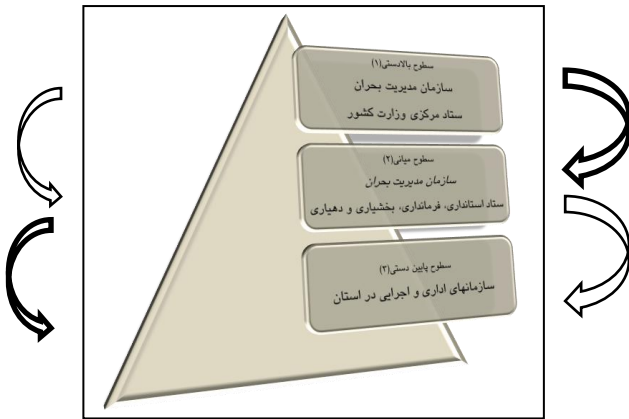 سطوح بالادستی(۱)
سازمان مدیریت بحران
ستاد مرکزی وزارت کشور
سطوح میانی(۲)
سازمان مدیریت بحران
ستاد استانداری، فرمانداری، بخشیاری و دهیاری
سطوح پایین دستی(۳)
سازمانهای اداری و اجرایی در استان